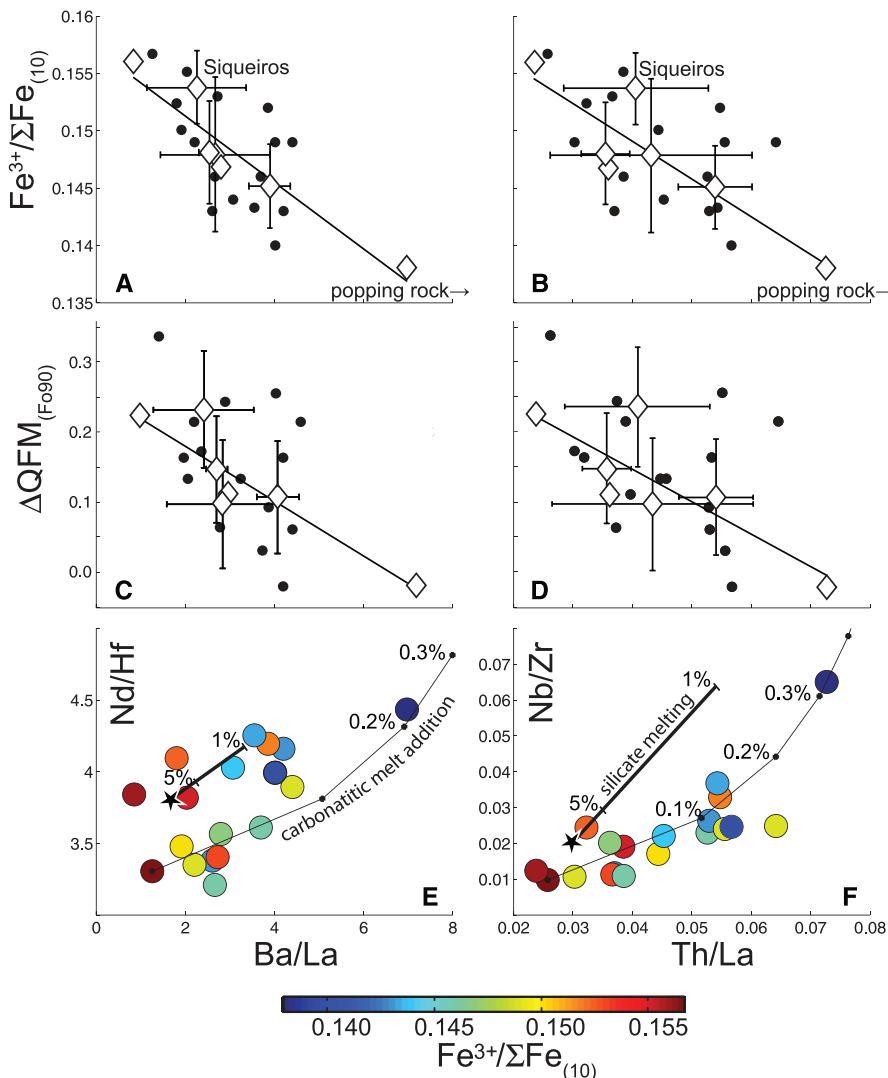 0.16
0.155
0.15
0.145
0.14
0.135
Fe³⁺/ΣFe(10)
Siqueiros
A
popping rock→
Siqueiros
B
popping rock–
0.3
0.2
0.1
0.0
ΔQFM(Fo90)
C
D
Nd/Hf
4.5
4
3.5
0.3%
0.2%
1%
5%
carbonatitic melt addition
E
0 2 4 6 8
Ba/La
Nb/Zr
0.07
0.06
0.05
0.04
0.03
0.02
0.01
1%
0.3%
silicate melting
0.2%
5%
0.1%
F
0.02 0.03 0.04 0.05 0.06 0.07 0.08
Th/La
0.140 0.145 0.150 0.155
Fe³⁺/ΣFe(10)